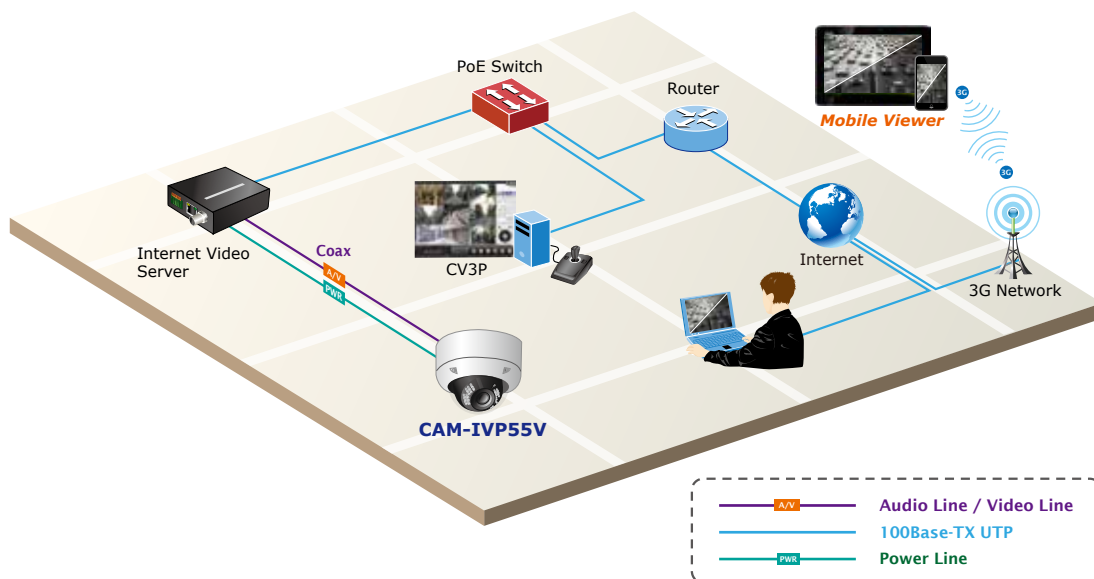 PoE Switch
Router
Mobile Viewer
3G
3G
Internet Video
Server
Coax
A/V
PWR
CV3P
Internet
3G Network
CAM-IVP55V
A/V
Audio Line / Video Line
100Base-TX UTP
PWR
Power Line